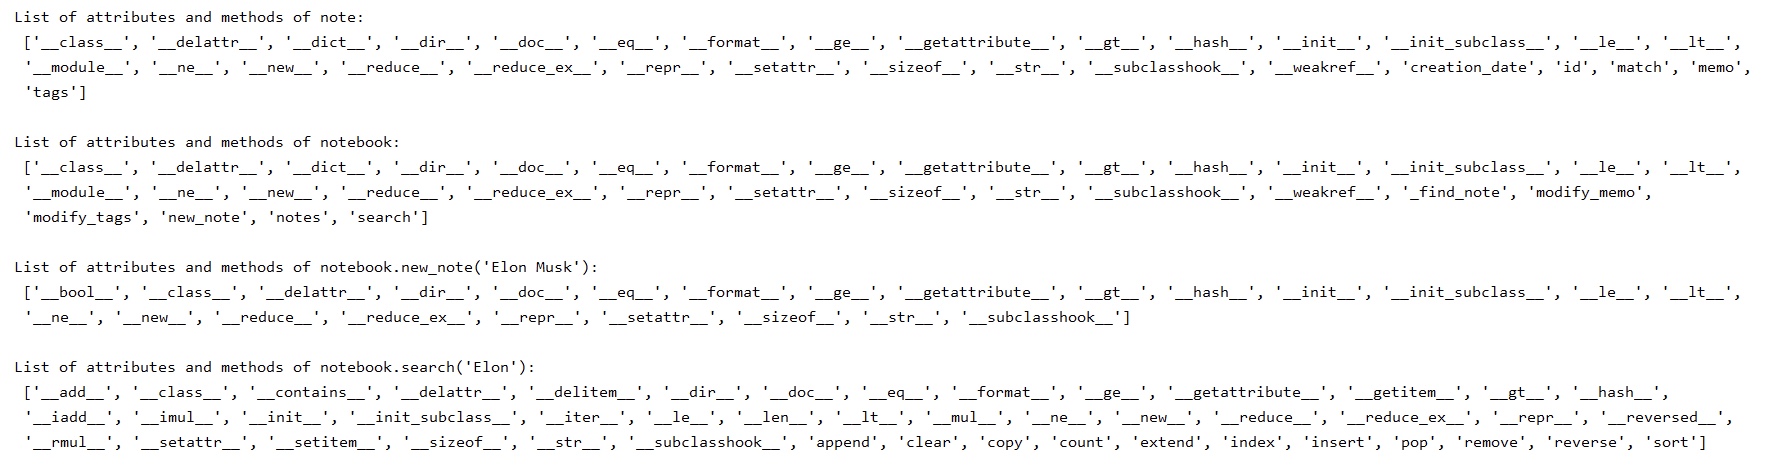 List of attributes and methods of note:
['__class__', '__delattr__', '__dict__', '__dir__', '__doc__', '__eq__', '__format__', '__ge__', '__getattribute__', '__gt__', '__hash__', '__init__', '__init_subclass__', '__le__', '__lt__',
'__module__', '__ne__', '__new__', '__reduce__', '__reduce_ex__', '__repr__', '__setattr__', '__sizeof__', '__str__', '__subclasshook__', '__weakref__', 'creation_date', 'id', 'match', 'memo',
'tags']
List of attributes and methods of notebook:
['__class__', '__delattr__', '__dict__', '__dir__', '__doc__', '__eq__', '__format__', '__ge__', '__getattribute__', '__gt__', '__hash__', '__init__', '__init_subclass__', '__le__', '__lt__',
'__module__', '__ne__', '__new__', '__reduce__', '__reduce_ex__', '__repr__', '__setattr__', '__sizeof__', '__str__', '__subclasshook__', '__weakref__', '_find_note', 'modify_memo',
'modify_tags', 'new_note', 'notes', 'search']
List of attributes and methods of notebook.new_note('Elon Musk'):
['__bool__', '__class__', '__delattr__', '__dir__', '__doc__', '__eq__', '__format__', '__ge__', '__getattribute__', '__gt__', '__hash__', '__init__', '__init_subclass__', '__le__', '__lt__',
'__ne__', '__new__', '__reduce__', '__reduce_ex__', '__repr__', '__setattr__', '__sizeof__', '__str__', '__subclasshook__']
List of attributes and methods of notebook.search('Elon'):
['__add__', '__class__', '__contains__', '__delattr__', '__delitem__', '__dir__', '__doc__', '__eq__', '__format__', '__ge__', '__getattribute__', '__getitem__', '__gt__', '__hash__',
'__iadd__', '__imul__', '__init__', '__init_subclass__', '__iter__', '__le__', '__len__', '__lt__', '__mul__', '__ne__', '__new__', '__reduce__', '__reduce_ex__', '__repr__', '__reversed__',
'__rmul__', '__setattr__', '__setitem__', '__sizeof__', '__str__', '__subclasshook__', 'append', 'clear', 'copy', 'count', 'extend', 'index', 'insert', 'pop', 'remove', 'reverse', 'sort']